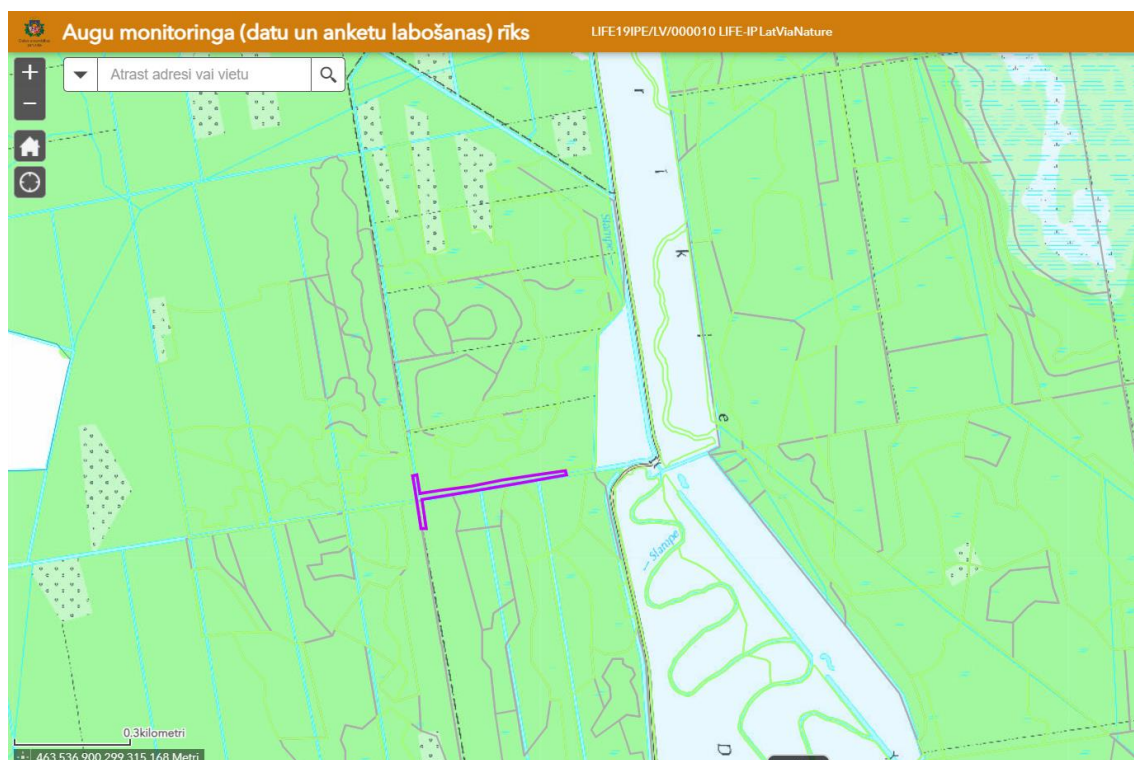 Augu monitoringa (datu un anketu labošanas) rīks
LIFE19IPE/LV/000010 LIFE-IP LatViaNature
+
Atrast adresi vai vietu
−
r
ī
k
i
e
Slampe
Slampe
D
0.3kilometri
463 536,900 299 315,168 Metri